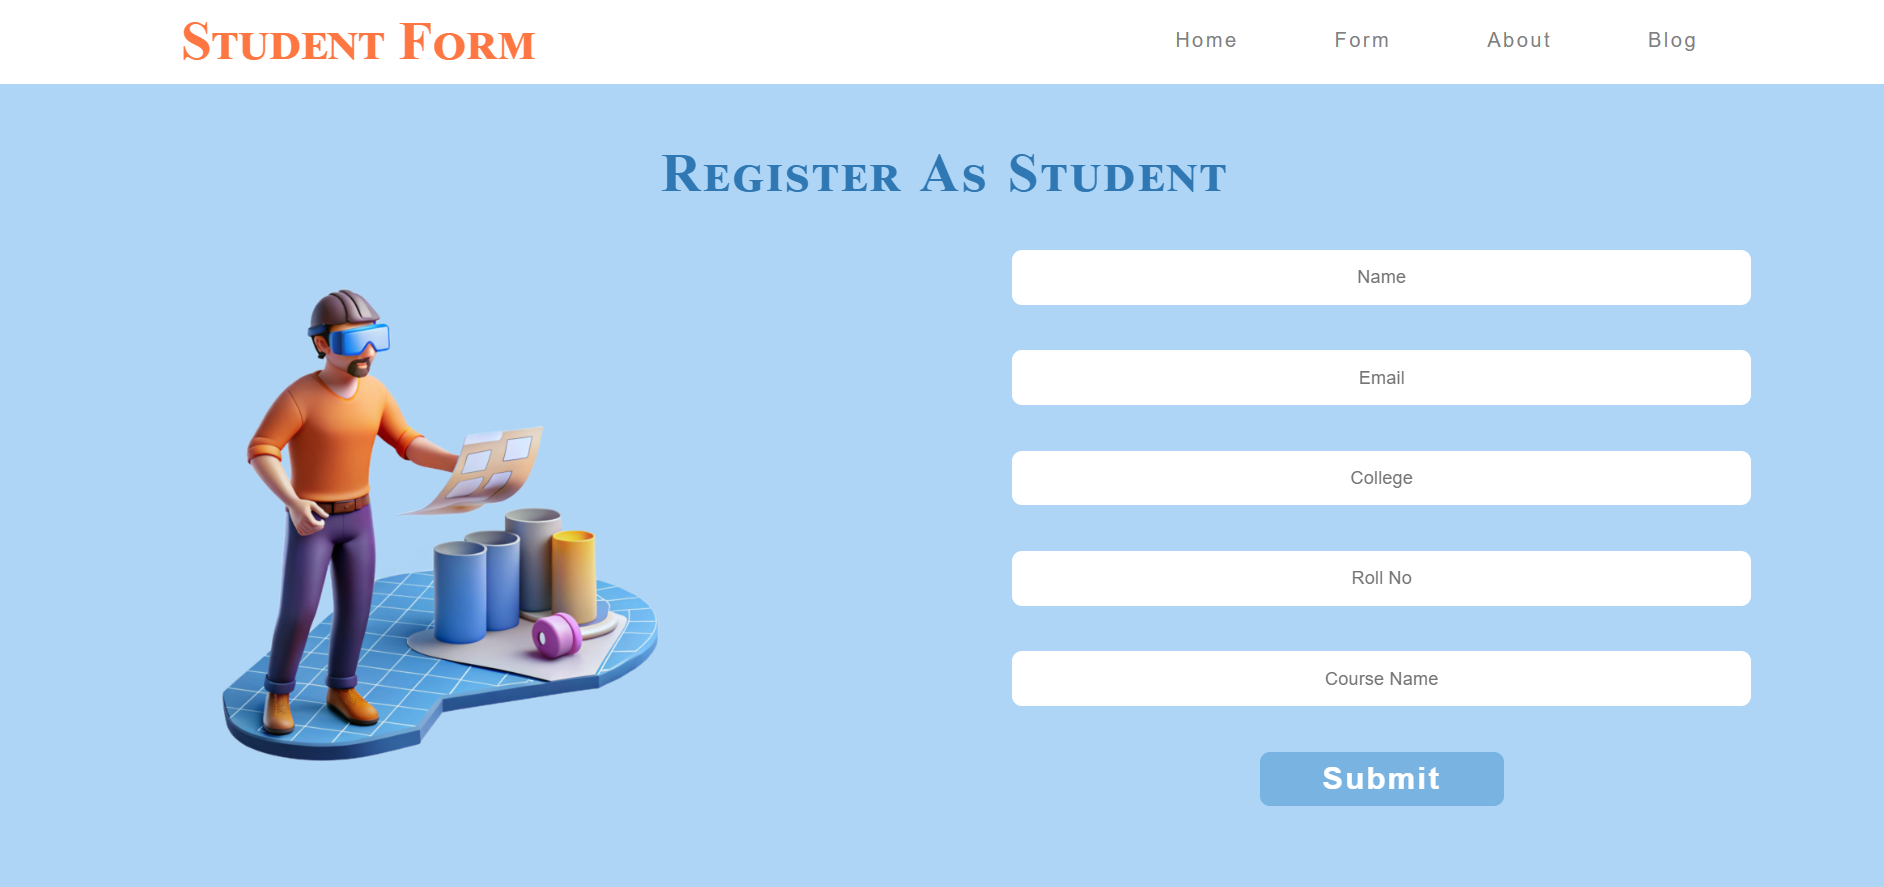 Student Form
Home Form About Blog
Register As Student
Name
Email
College
Roll No
Course Name
Submit